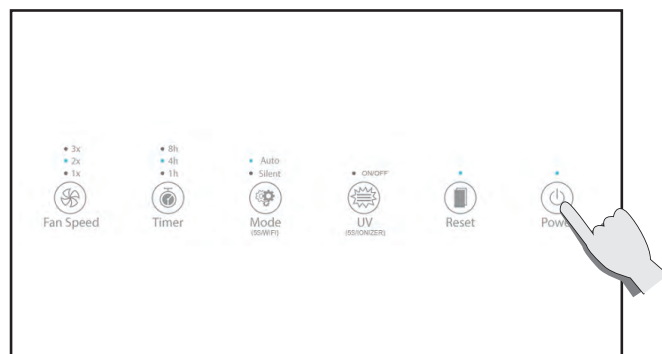 3x
2x
1x
Fan Speed
8h
4h
1h
Timer
Auto
Silent
Mode
(5S/WIFI)
ON/OFF
UV
(5S/IONIZER)
Reset
Power